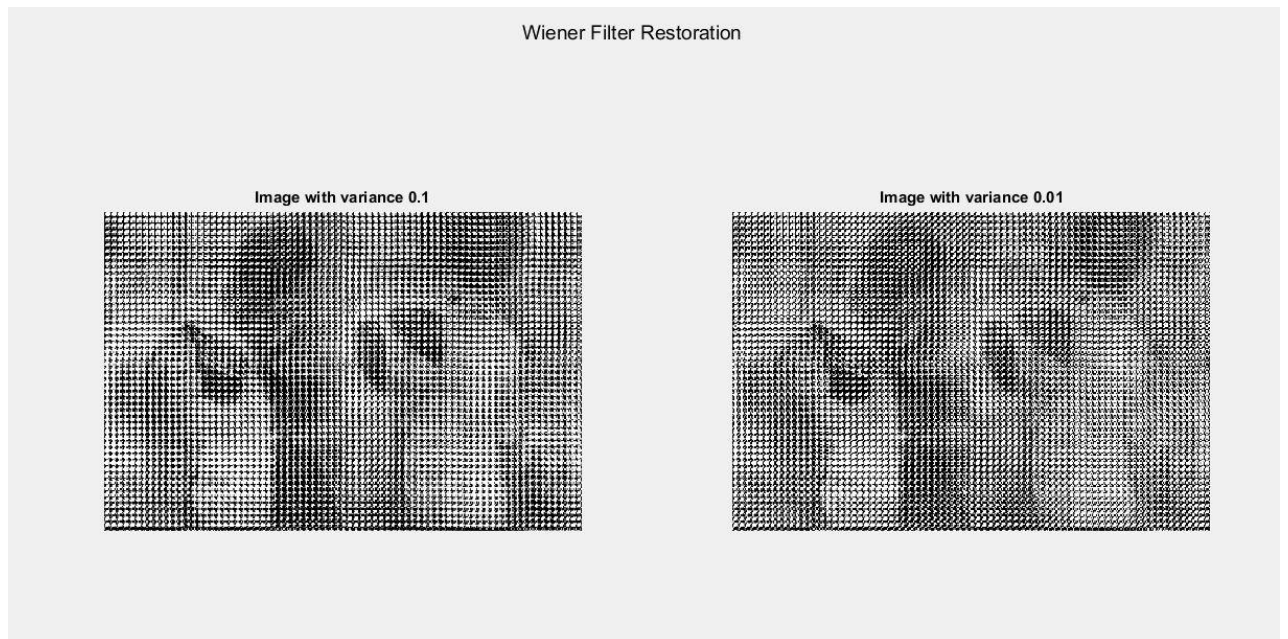 Wiener Filter Restoration
Image with variance 0.1
Image with variance 0.01